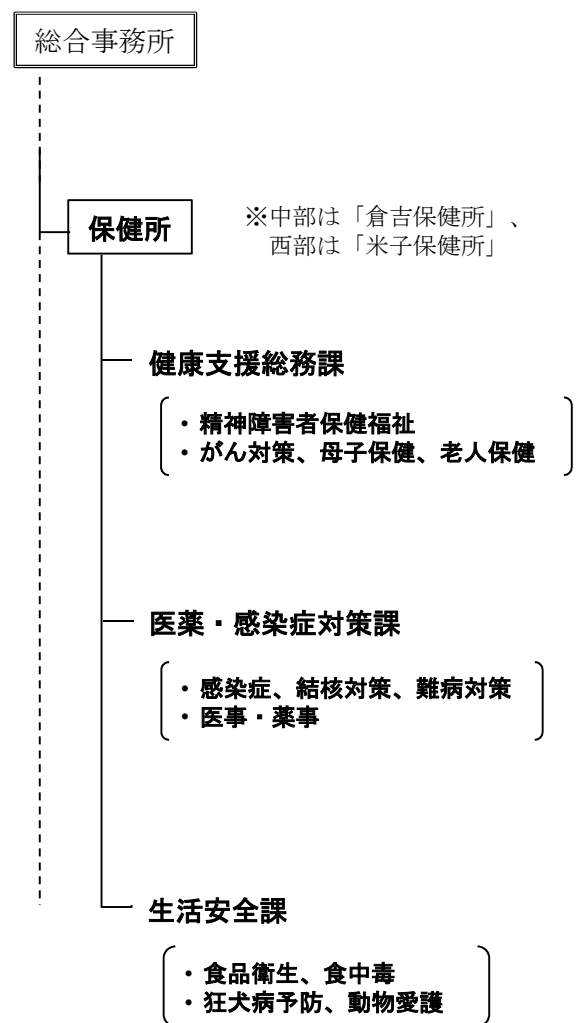 総合事務所
保健所
※中部は「倉吉保健所」、
西部は「米子保健所」
健康支援総務課
・精神障害者保健福祉
・がん対策、母子保健、老人保健
医薬・感染症対策課
・感染症、結核対策、難病対策
・医事・薬事
生活安全課
・食品衛生、食中毒
・狂犬病予防、動物愛護